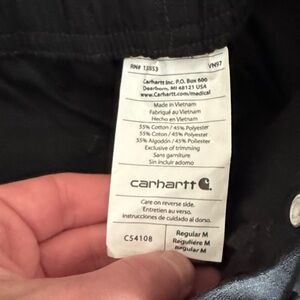 RN# 13953 VN97
Carhartt Inc. P.O. Box 600
Dearborn, MI 48121 USA
www.Carhartt.com/medical
Made in Vietnam
Fabriqué au Vietnam
Hecho en Vietnam
55% Cotton / 45% Polyester
55% Coton / 45% Polyester
55% Algodón / 45% Poliéster
Exclusive of trimming
Sans garniture
Sin incluir adorno
carhartt
Care on reverse side.
Entretien au verso.
instrucciones de cuidado al dorso.
C54108
Regular M
Regulière M
Regular M